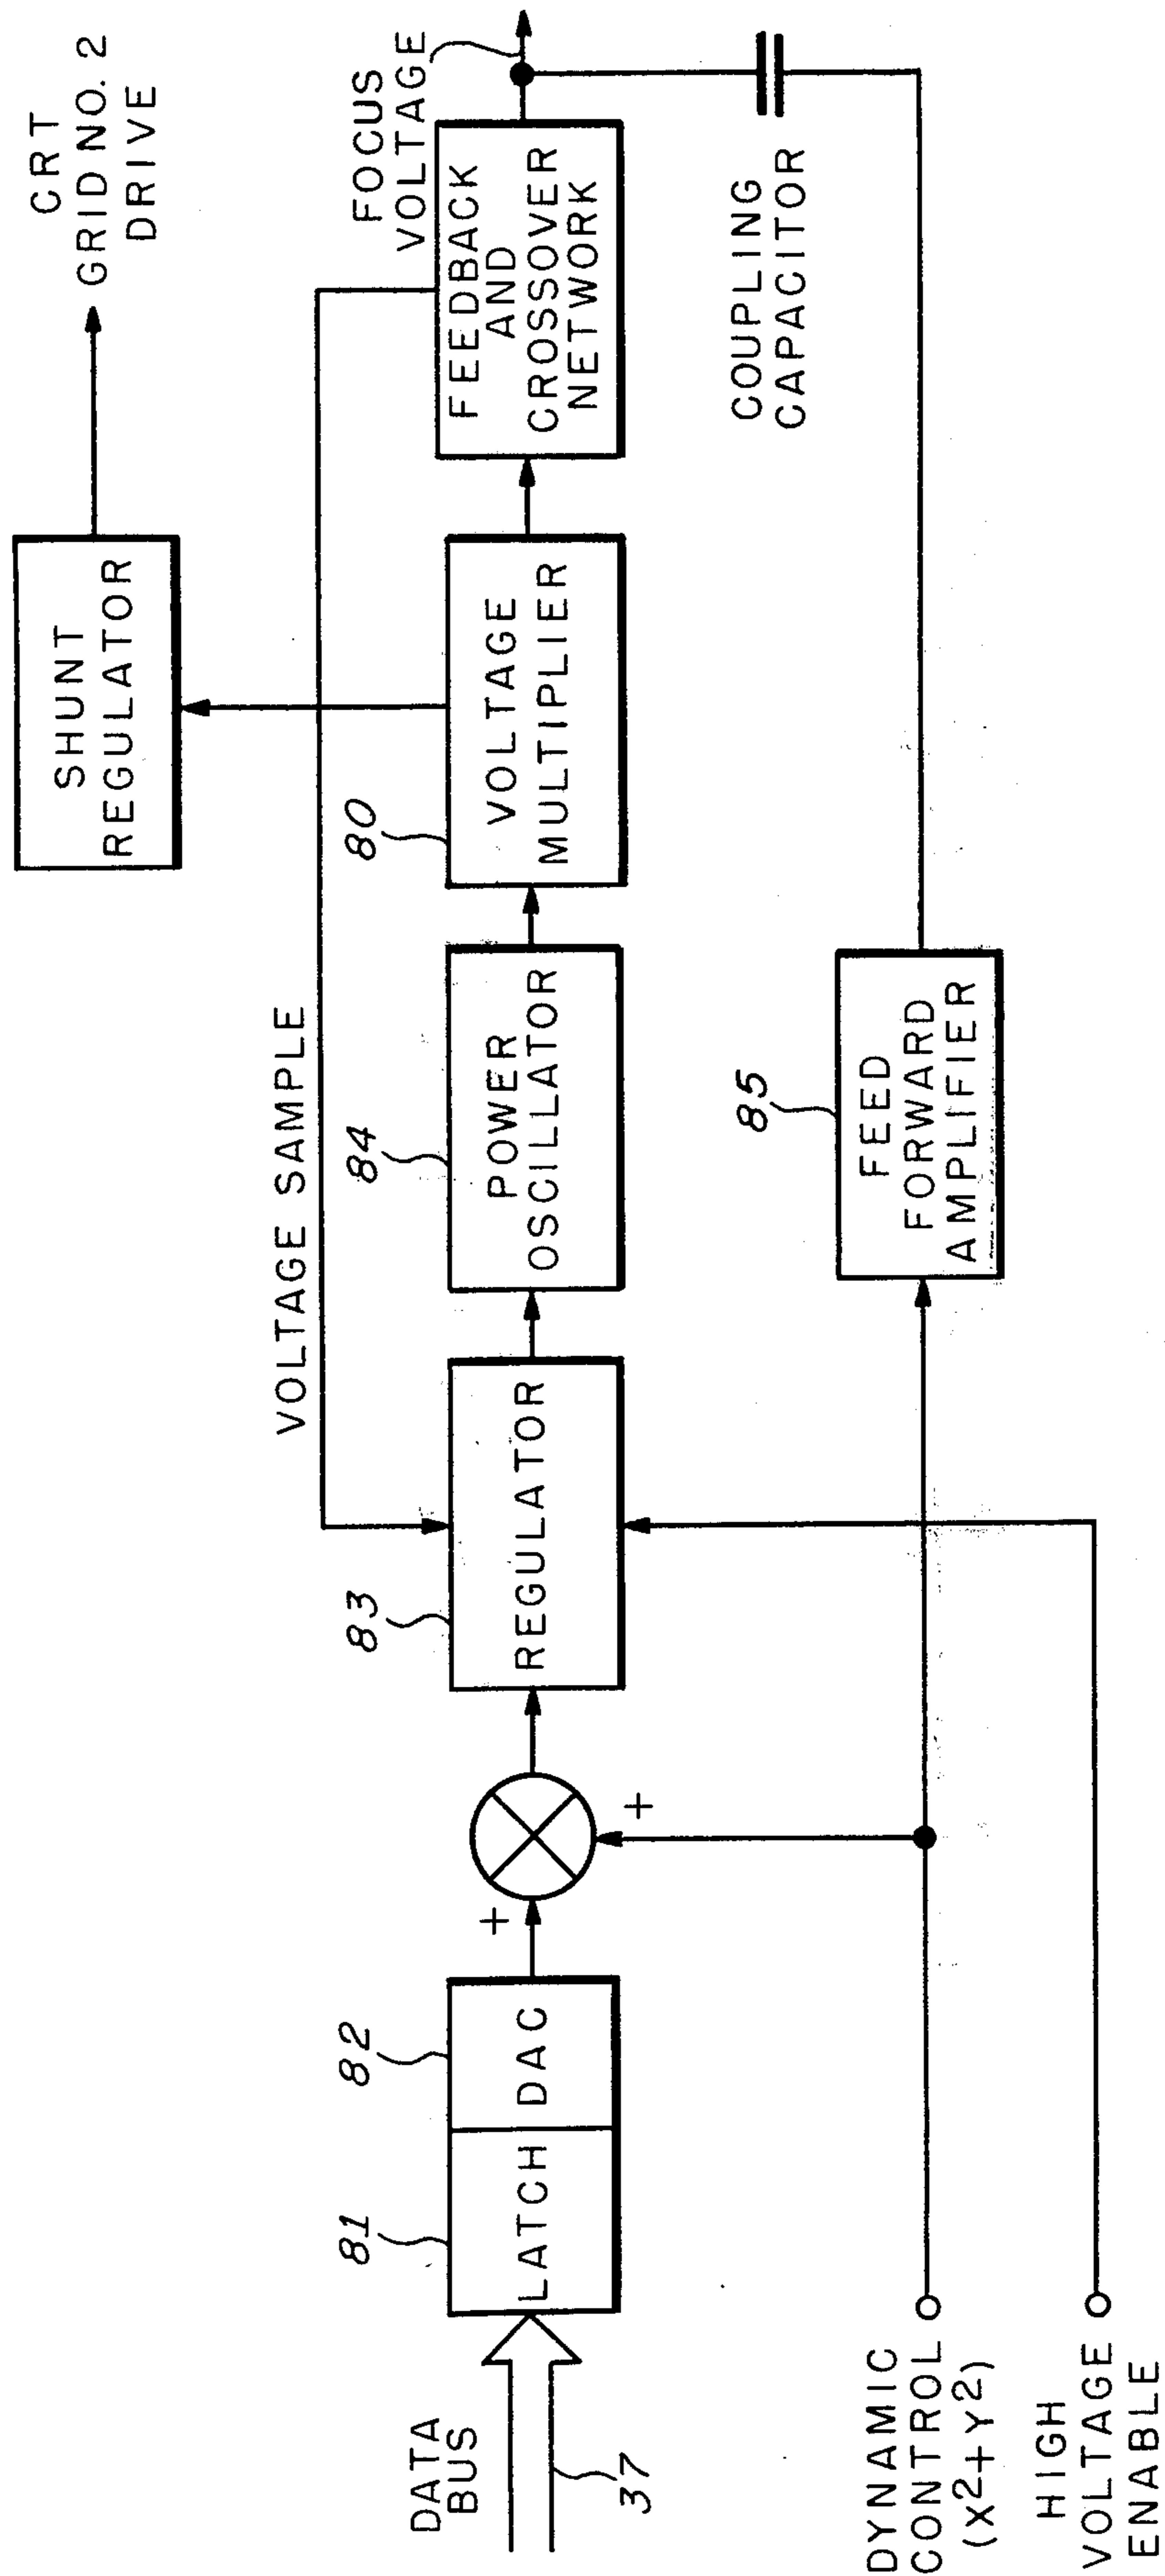 CRT
GRID NO. 2
DRIVE
SHUNT
REGULATOR
FOCUS
VOLTAGE
VOLTAGE SAMPLE
81
82
83
84
80
DATA
BUS
37
LATCH
DAC
+
+
REGULATOR
POWER
OSCILLATOR
VOLTAGE
MULTIPLIER
FEEDBACK
AND
CROSSOVER
NETWORK
COUPLING
CAPACITOR
85
FEED
FORWARD
AMPLIFIER
DYNAMIC
CONTROL
(X²+Y²)
HIGH
VOLTAGE
ENABLE